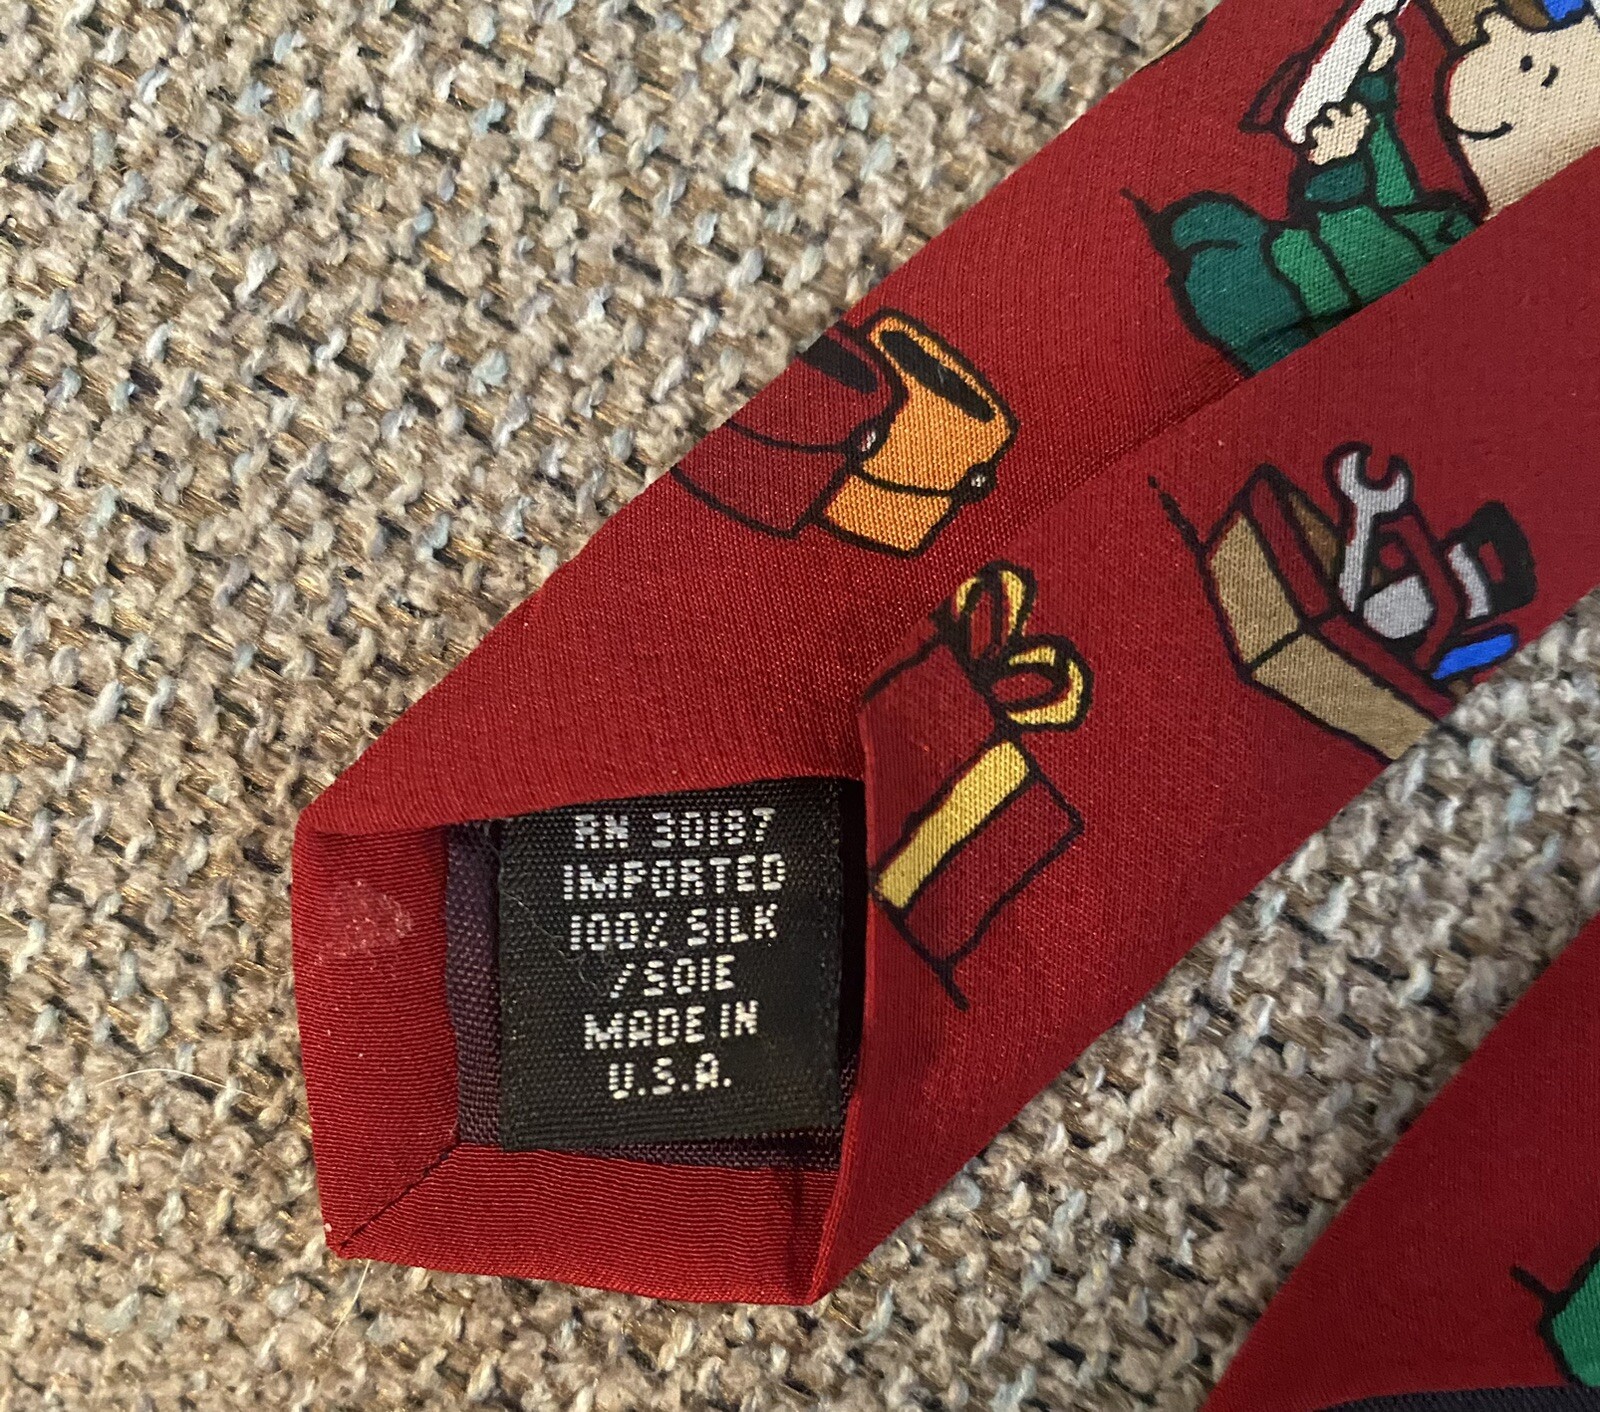 RN 30187
IMPORTED
100% SILK
/SOIE
MADE IN
U.S.A.